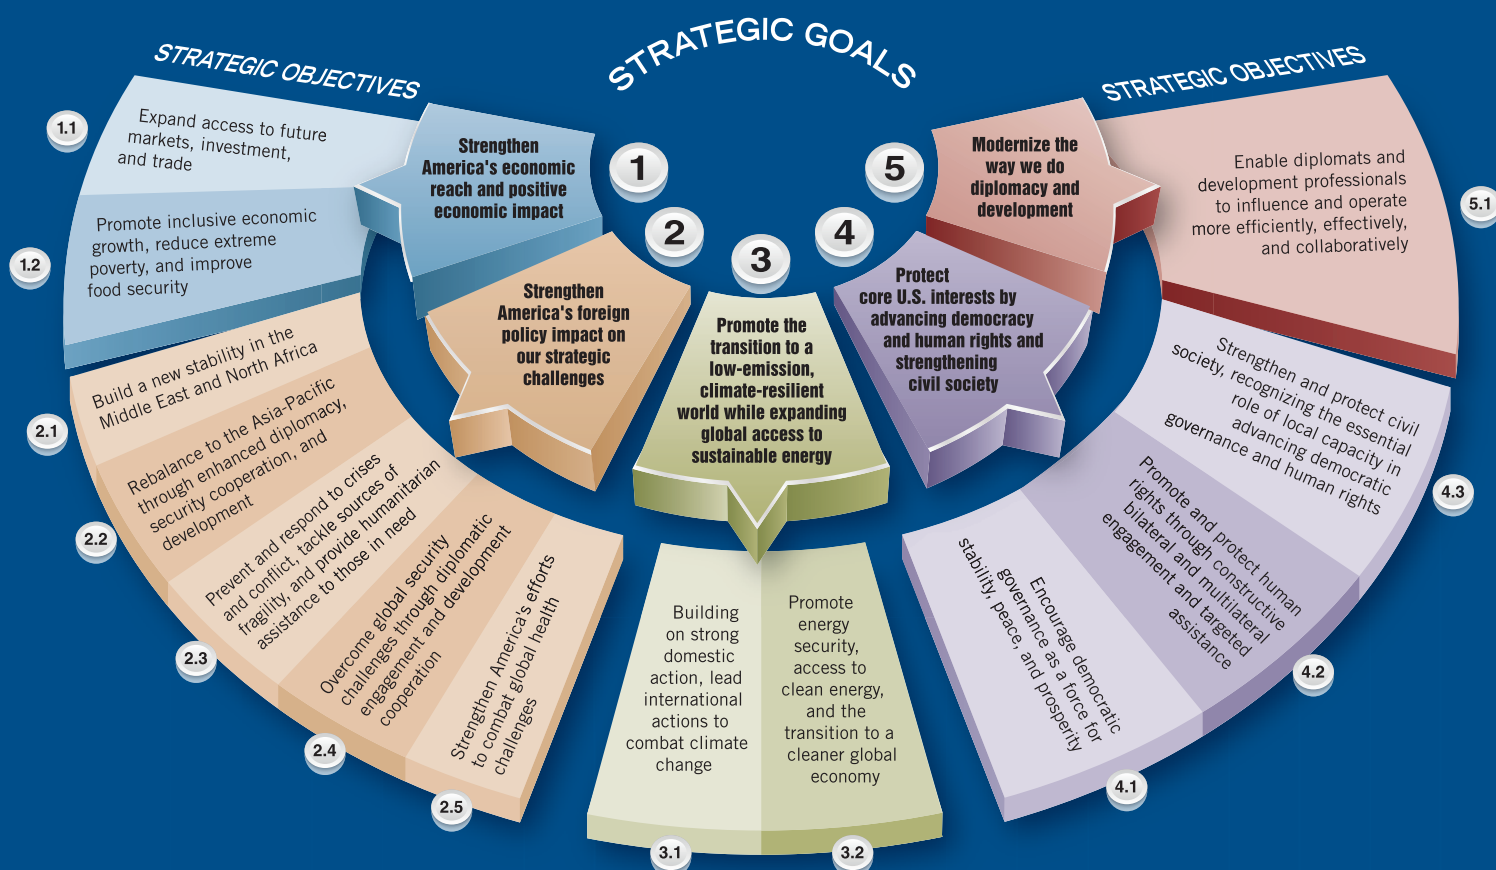 STRATEGIC GOALS
STRATEGIC OBJECTIVES
1.1
Expand access to future
markets, investment,
and trade
1.2
Promote inclusive economic
growth, reduce extreme
poverty, and improve
food security
1
Strengthen
America's economic
reach and positive
economic impact
2
Strengthen
America's foreign
policy impact on
our strategic
challenges
2.1
Build a new stability in the
Middle East and North Africa
2.2
Rebalance to the Asia-Pacific
through enhanced diplomacy,
security cooperation, and
development
2.3
Prevent and respond to crises
and conflict, tackle sources of
fragility, and provide humanitarian
assistance to those in need
2.4
Overcome global security
challenges through diplomatic
engagement and development
cooperation
2.5
Strengthen America's efforts
to combat global health
challenges
3
Promote the
transition to a
low-emission,
climate-resilient
world while expanding
global access to
sustainable energy
Building
on strong
domestic
action, lead
international
actions to
combat climate
change
3.1
Promote
energy
security,
access to
clean energy,
and the
transition to a
cleaner global
economy
3.2
4
Protect
core U.S. interests by
advancing democracy
and human rights and
strengthening
civil society
Encourage democratic
governance as a force for
stability, peace, and prosperity
4.1
Promote and protect human
rights through constructive
bilateral and multilateral
engagement and targeted
assistance
4.2
Strengthen and protect civil
society, recognizing the essential
role of local capacity in
advancing democratic
governance and human rights
4.3
5
Modernize the
way we do
diplomacy and
development
STRATEGIC OBJECTIVES
Enable diplomats and
development professionals
to influence and operate
more efficiently, effectively,
and collaboratively
5.1